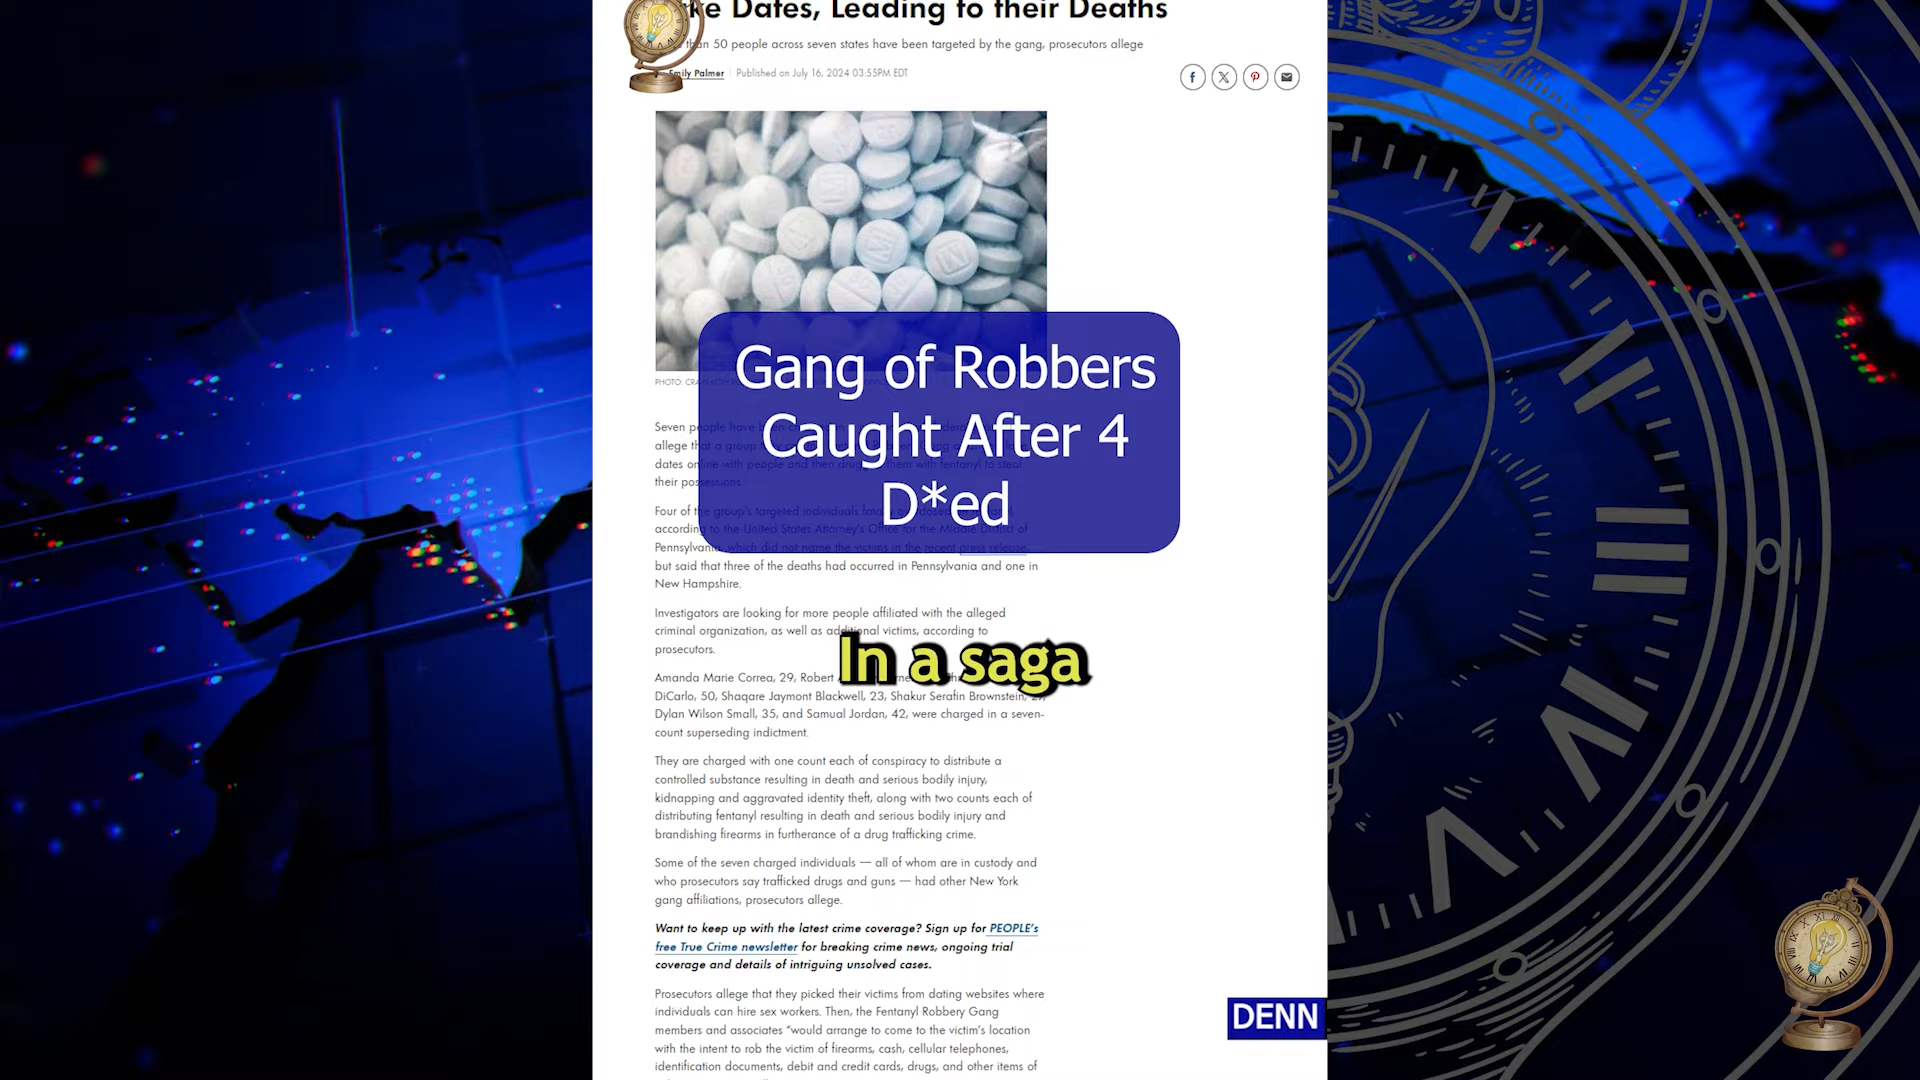 ke Dates, Leading to their Deaths
than 50 people across seven states have been targeted by the gang, prosecutors allege
Emily Palmer Published on July 16, 2024 03:55PM EDT
Gang of Robbers
Caught After 4
D*ed
PHOTO:
Seven people have been
allege that a group
dates online with people and then drugged them with fentanyl to steal
their possessions.
Four of the group's targeted individuals fatally
according to the United States Attorney's Office for the Middle District of
Pennsylvania, which did not name the victims in the recent press release,
but said that three of the deaths had occurred in Pennsylvania and one in
New Hampshire.
Investigators are looking for more people affiliated with the alleged
criminal organization, as well as additional victims, according to
prosecutors.
In a saga
Amanda Marie Correa, 29, Robert
DiCarlo, 50, Shaqare Jaymont Blackwell, 23, Shakur Serafin Brownstein,
Dylan Wilson Small, 35, and Samual Jordan, 42, were charged in a seven-
count superseding indictment.
They are charged with one count each of conspiracy to distribute a
controlled substance resulting in death and serious bodily injury,
kidnapping and aggravated identity theft, along with two counts each of
distributing fentanyl resulting in death and serious bodily injury and
brandishing firearms in furtherance of a drug trafficking crime.
Some of the seven charged individuals — all of whom are in custody and
who prosecutors say trafficked drugs and guns — had other New York
gang affiliations, prosecutors allege.
Want to keep up with the latest crime coverage? Sign up for PEOPLE's
free True Crime newsletter for breaking crime news, ongoing trial
coverage and details of intriguing unsolved cases.
Prosecutors allege that they picked their victims from dating websites where
individuals can hire sex workers. Then, the Fentanyl Robbery Gang
members and associates "would arrange to come to the victim's location
with the intent to rob the victim of firearms, cash, cellular telephones,
identification documents, debit and credit cards, drugs, and other items of
DENN